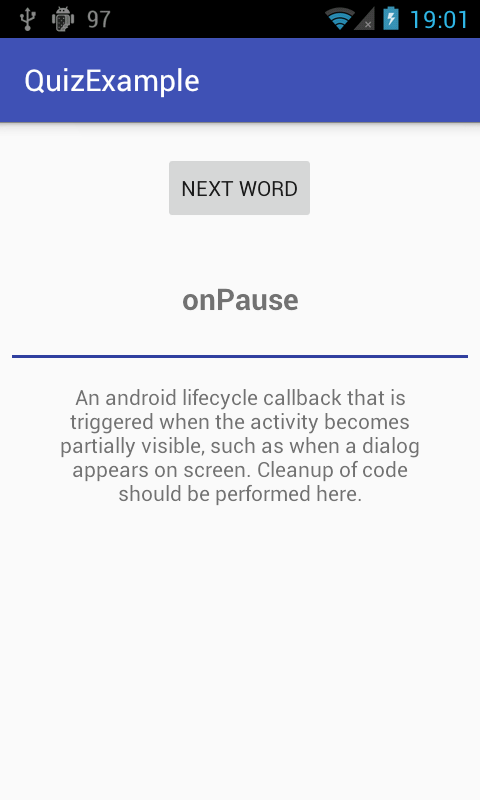 97 19:01
QuizExample
NEXT WORD
onPause
An android lifecycle callback that is
triggered when the activity becomes
partially visible, such as when a dialog
appears on screen. Cleanup of code
should be performed here.